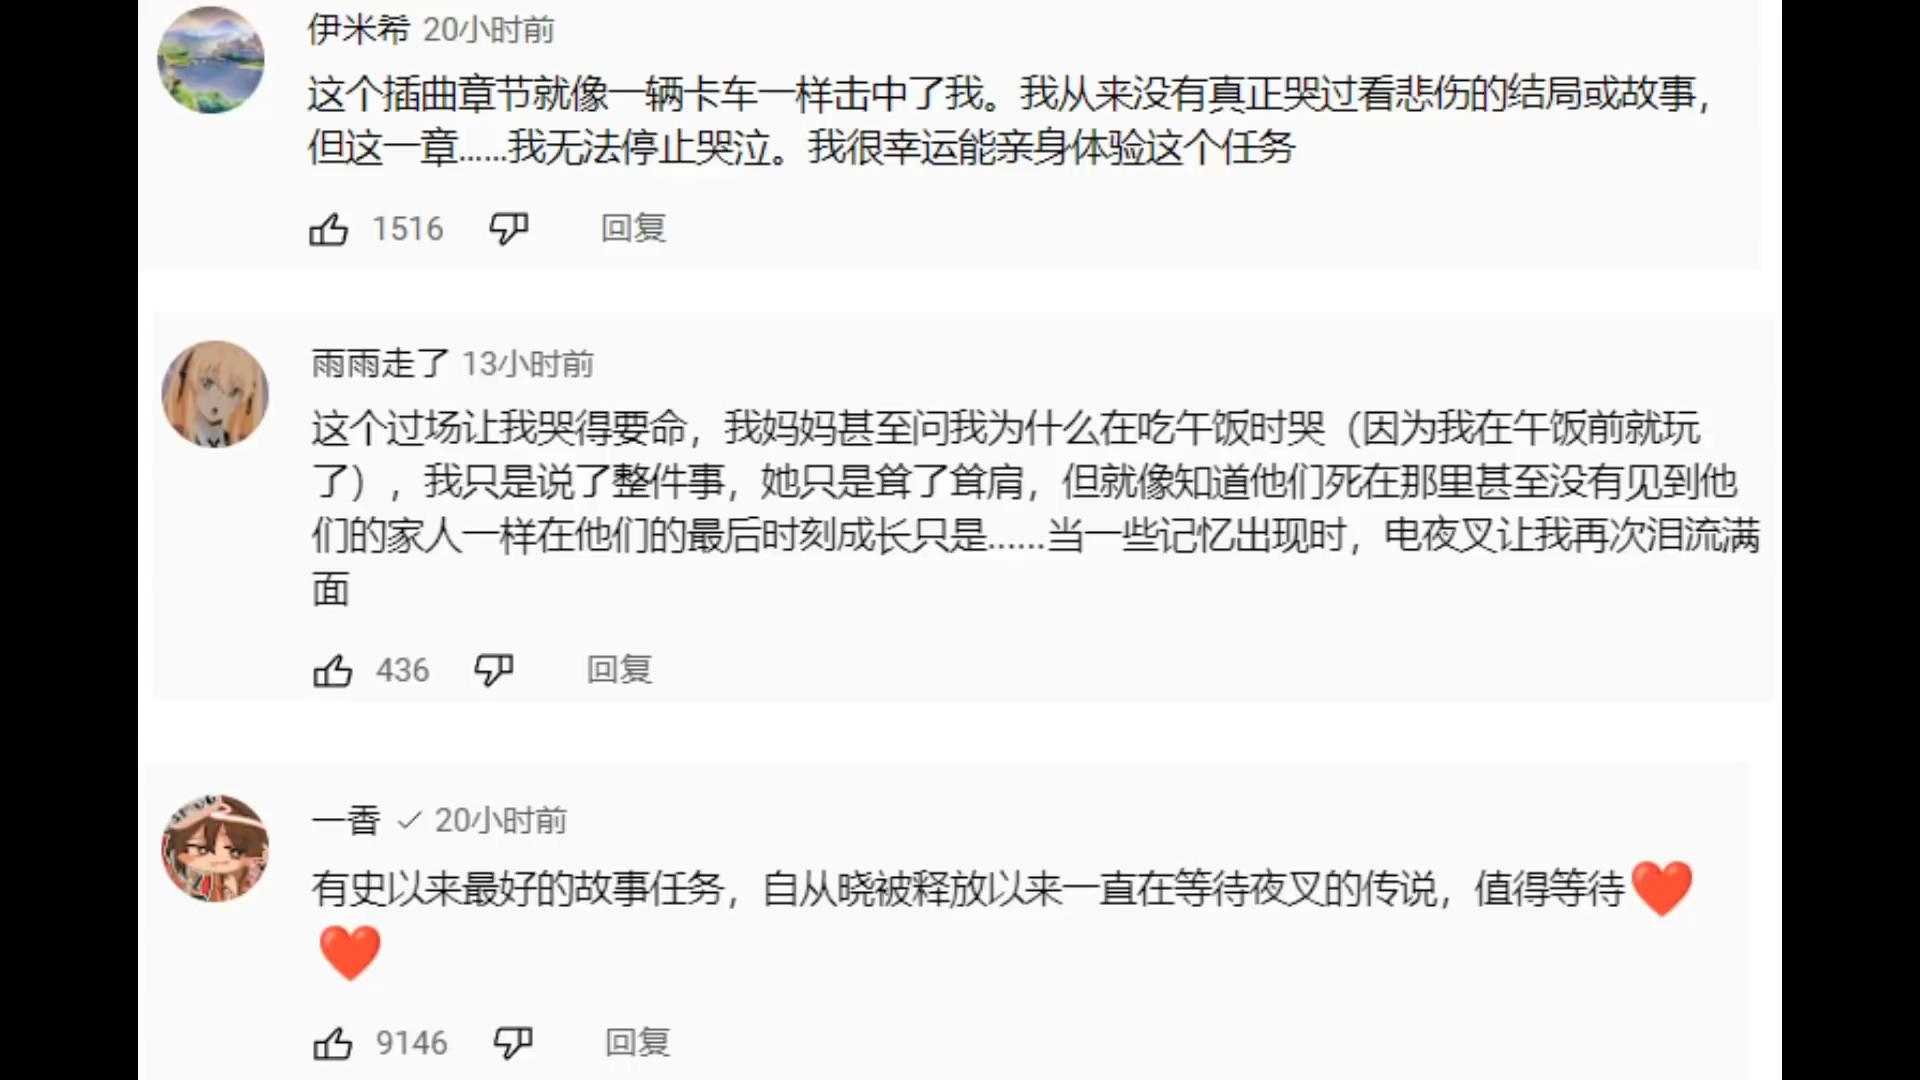 伊米希 20小时前
这个插曲章节就像一辆卡车一样击中了我。我从来没有真正哭过看悲伤的结局或故事，
但这一章……我无法停止哭泣。我很幸运能亲身体验这个任务
1516 回复
雨雨走了 13小时前
这个过场让我哭得要命，我妈妈甚至问我为什么在吃午饭时哭（因为我在午饭前就玩
了），我只是说了整件事，她只是耸了耸肩，但就像知道他们死在那里甚至没有见到他
们的家人一样在他们的最后时刻成长只是……当一些记忆出现时，电夜叉让我再次泪流满
面
436 回复
一香 ✓ 20小时前
有史以来最好的故事任务，自从晓被释放以来一直在等待夜叉的传说，值得等待❤️
❤️
9146 回复